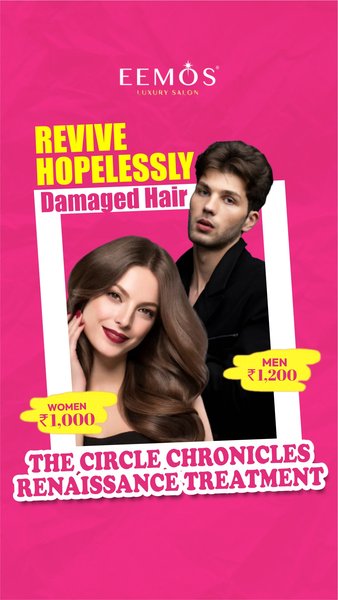 EEMOS®
LUXURY SALON
REVIVE
HOPELESSLY
Damaged Hair
MEN
₹1,200
WOMEN
₹1,000
THE CIRCLE CHRONICLES
RENAISSANCE TREATMENT